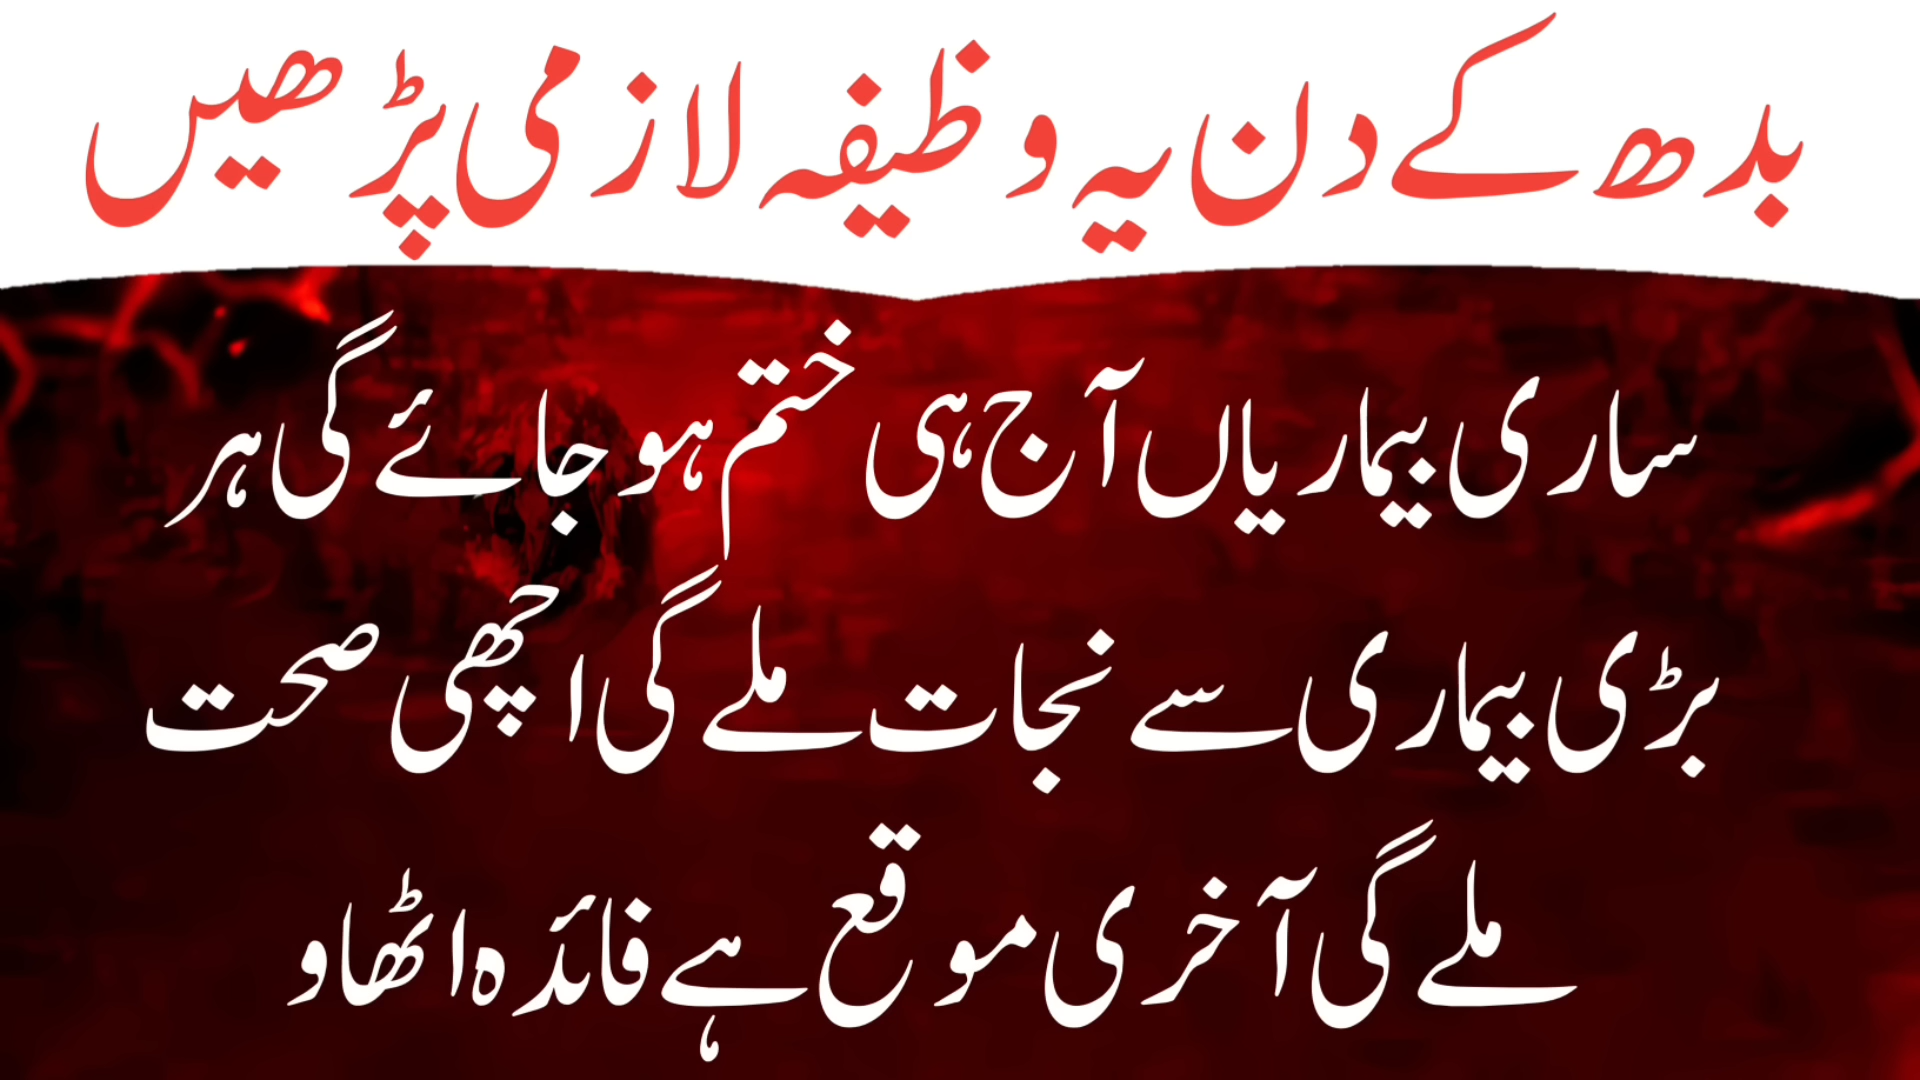 بدھ کے دن یہ وظیفہ لازمی پڑھیں
ساری بیماریاں آج ہی ختم ہو جائے گی ہر
بڑی بیماری سے نجات ملے گی اچھی صحت
ملے گی آخری موقع ہے فائدہ اٹھاو